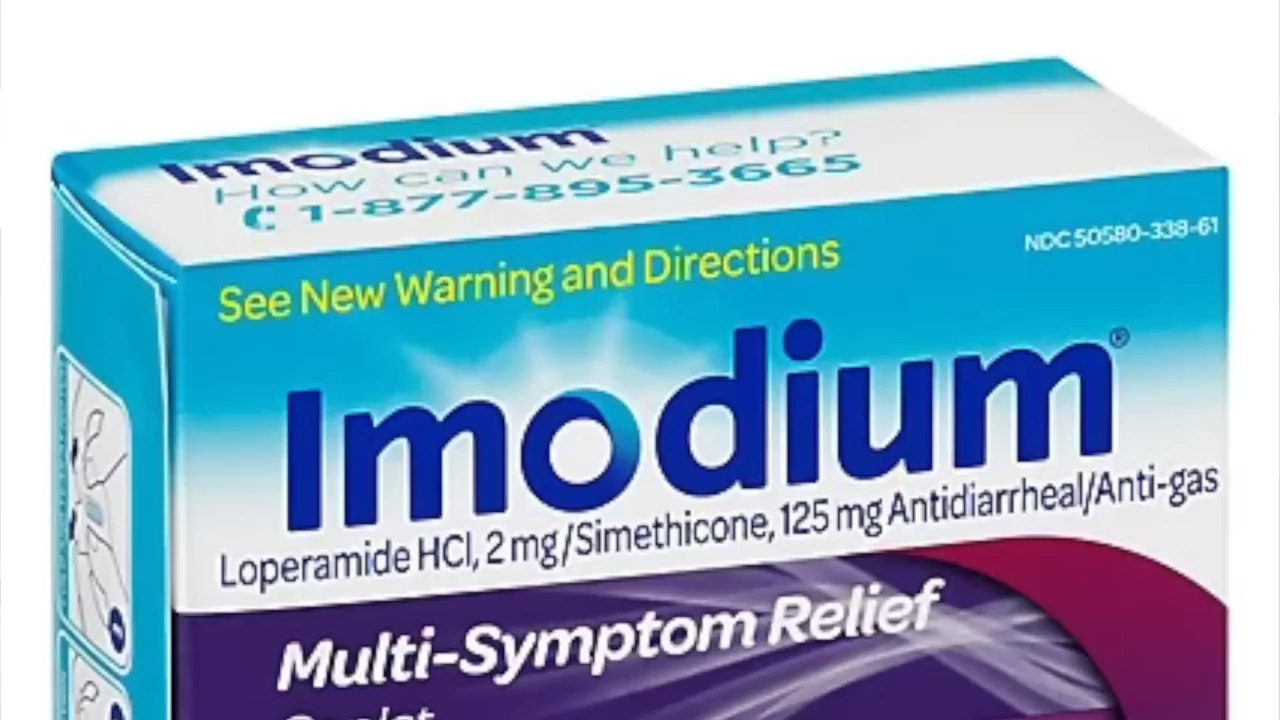 Imodium
How can we help?
1-877-895-3665
NDC 50580-338-61
See New Warning and Directions
Imodium®
Loperamide HCl, 2 mg/Simethicone, 125 mg Antidiarrheal/Anti-gas
Multi-Symptom Relief